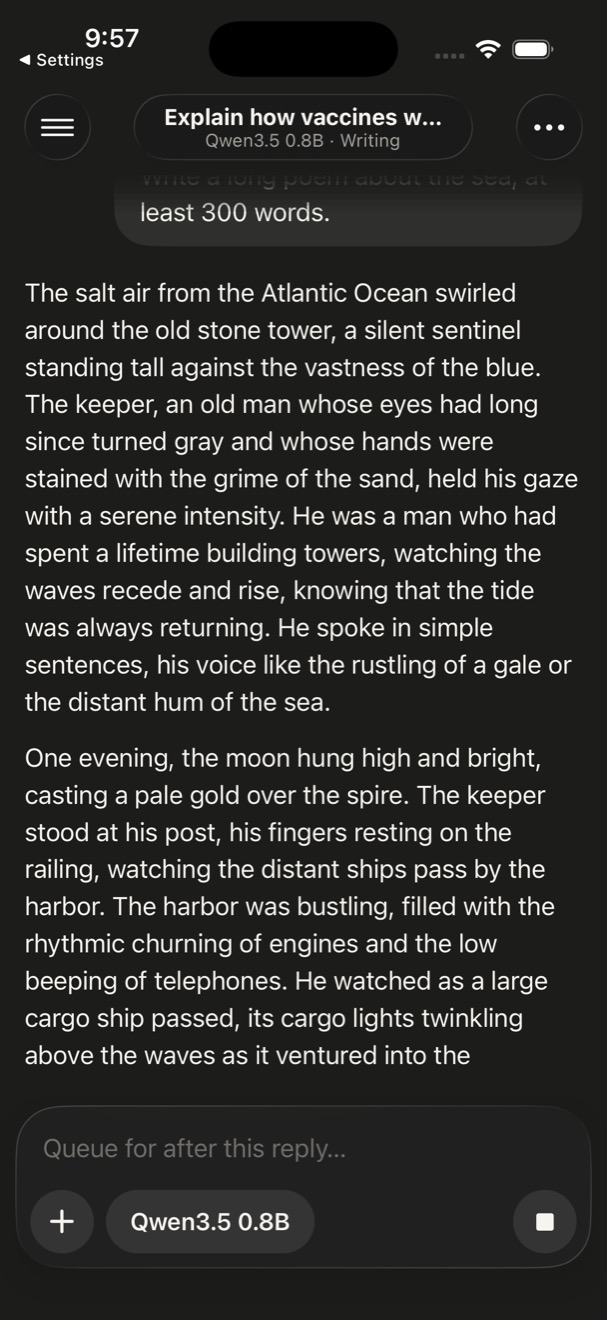 9:57
◀ Settings
Explain how vaccines w...
Qwen3.5 0.8B · Writing
Write a long poem about the sea, at
least 300 words.
The salt air from the Atlantic Ocean swirled
around the old stone tower, a silent sentinel
standing tall against the vastness of the blue.
The keeper, an old man whose eyes had long
since turned gray and whose hands were
stained with the grime of the sand, held his gaze
with a serene intensity. He was a man who had
spent a lifetime building towers, watching the
waves recede and rise, knowing that the tide
was always returning. He spoke in simple
sentences, his voice like the rustling of a gale or
the distant hum of the sea.
One evening, the moon hung high and bright,
casting a pale gold over the spire. The keeper
stood at his post, his fingers resting on the
railing, watching the distant ships pass by the
harbor. The harbor was bustling, filled with the
rhythmic churning of engines and the low
beeping of telephones. He watched as a large
cargo ship passed, its cargo lights twinkling
above the waves as it ventured into the
Queue for after this reply...
Qwen3.5 0.8B